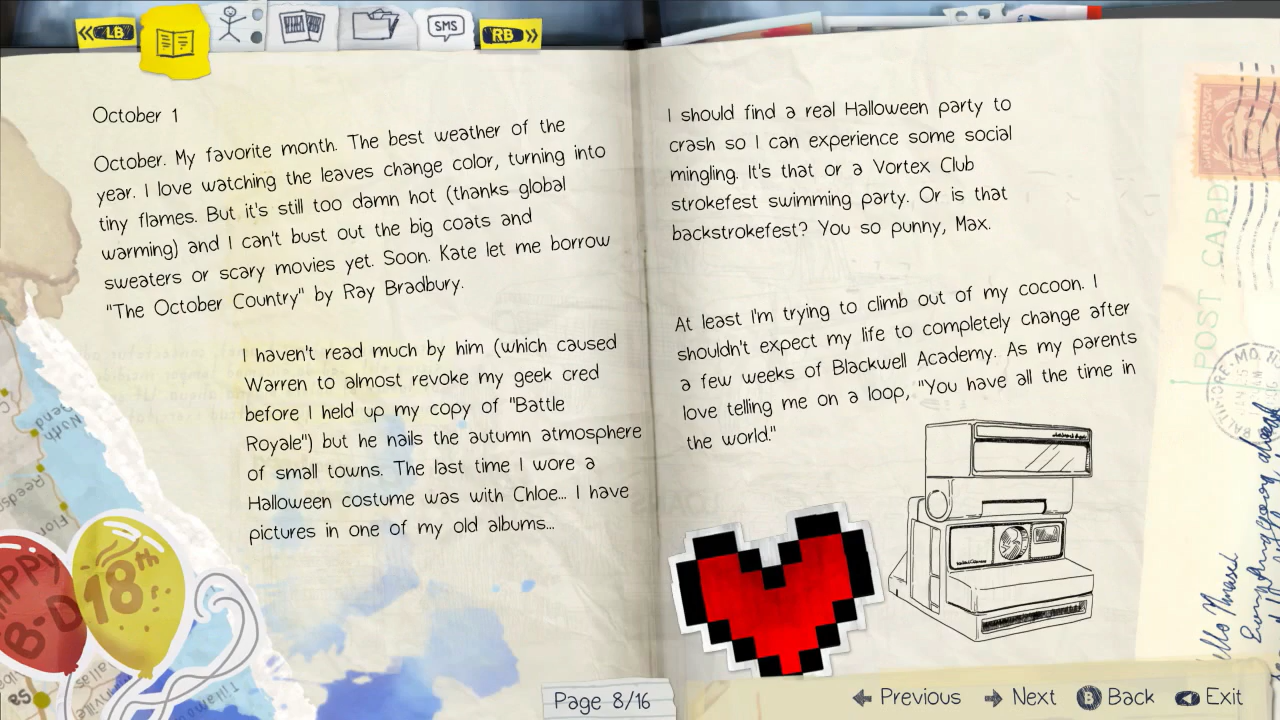 LB
SMS
RB
October 1
October. My favorite month. The best weather of the
year. I love watching the leaves change color, turning into
tiny flames. But it's still too damn hot (thanks global
warming) and I can't bust out the big coats and
sweaters or scary movies yet. Soon. Kate let me borrow
"The October Country" by Ray Bradbury.
I haven't read much by him (which caused
Warren to almost revoke my geek cred
before I held up my copy of "Battle
Royale") but he nails the autumn atmosphere
of small towns. The last time I wore a
Halloween costume was with Chloe... I have
pictures in one of my old albums...
I should find a real Halloween party to
crash so I can experience some social
mingling. It's that or a Vortex Club
strokefest swimming party. Or is that
backstrokefest? You so punny, Max.
At least I'm trying to climb out of my cocoon. I
shouldn't expect my life to completely change after
a few weeks of Blackwell Academy. As my parents
love telling me on a loop, "You have all the time in
the world."
POST CARD
North
Bend
Reedsp
Flor
18th
B-D
Page 8/16
Previous
Next
B Back
Exit